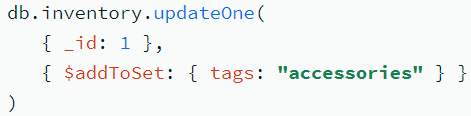 db.inventory.updateOne(
   { _id: 1 },
   { $addToSet: { tags: "accessories" } }
)